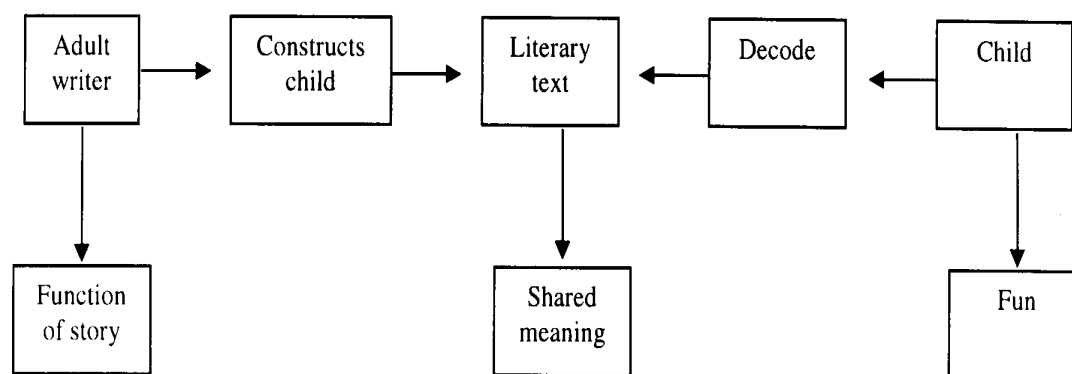 Adult
writer
Constructs
child
Literary
text
Decode
Child
Function
of story
Shared
meaning
Fun